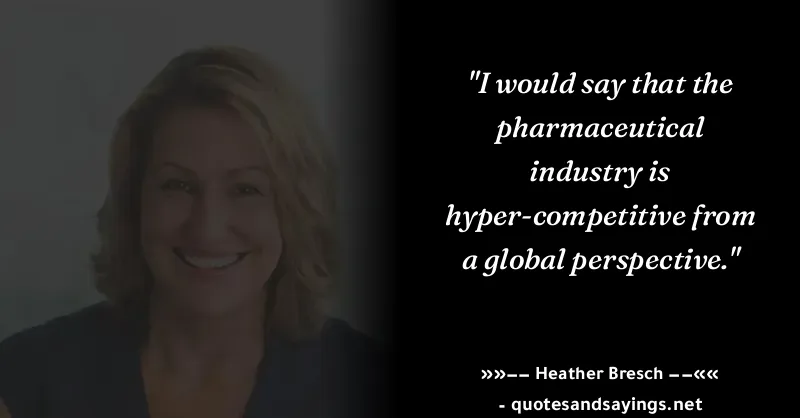 "I would say that the
pharmaceutical
industry is
hyper-competitive from
a global perspective."
»»−− Heather Bresch −−««
- quotesandsayings.net